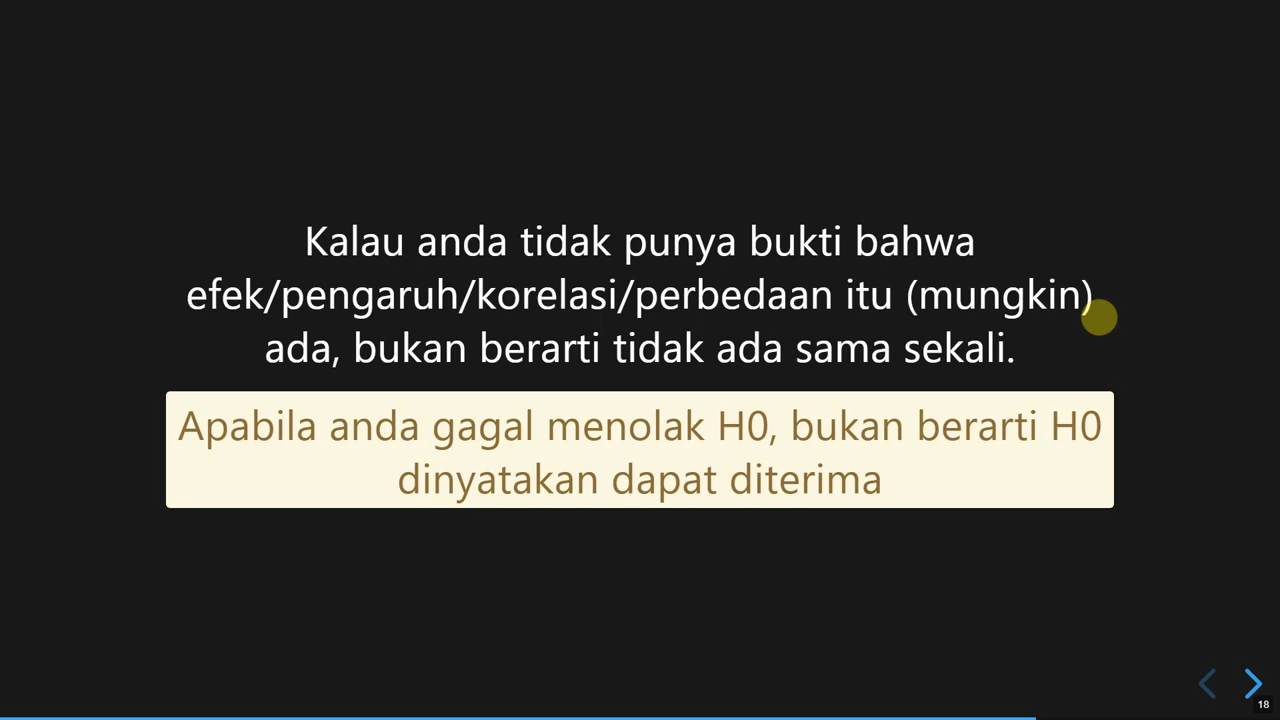 Kalau anda tidak punya bukti bahwa
efek/pengaruh/korelasi/perbedaan itu (mungkin)
ada, bukan berarti tidak ada sama sekali.
Apabila anda gagal menolak H0, bukan berarti H0
dinyatakan dapat diterima
18